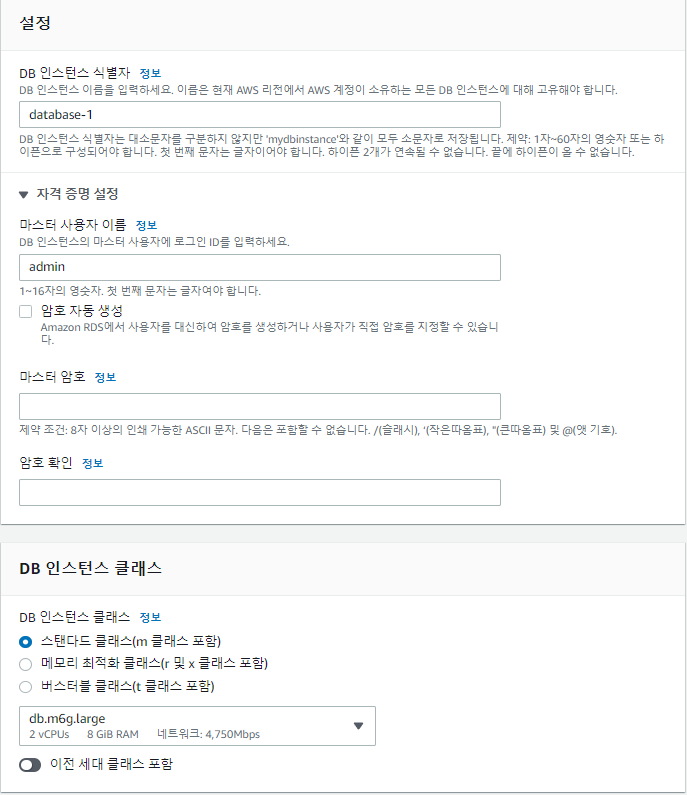 설정
DB 인스턴스 식별자 정보
DB 인스턴스 이름을 입력하세요. 이름은 현재 AWS 리전에서 AWS 계정이 소유하는 모든 DB 인스턴스에 대해 고유해야 합니다.
database-1
DB 인스턴스 식별자는 대소문자를 구분하지 않지만 'mydbinstance'와 같이 모두 소문자로 저장됩니다. 제약: 1자~60자의 영숫자 또는 하
이픈으로 구성되어야 합니다. 첫 번째 문자는 글자이어야 합니다. 하이픈 2개가 연속될 수 없습니다. 끝에 하이픈이 올 수 없습니다.
▼ 자격 증명 설정
마스터 사용자 이름 정보
DB 인스턴스의 마스터 사용자에 로그인 ID를 입력하세요.
admin
1~16자의 영숫자. 첫 번째 문자는 글자여야 합니다.
암호 자동 생성
Amazon RDS에서 사용자를 대신하여 암호를 생성하거나 사용자가 직접 암호를 지정할 수 있습니
다.
마스터 암호 정보
제약 조건: 8자 이상의 인쇄 가능한 ASCII 문자. 다음은 포함할 수 없습니다. /(슬래시), '(작은따옴표), "(큰따옴표) 및 @(앳 기호).
암호 확인 정보
DB 인스턴스 클래스
DB 인스턴스 클래스 정보
스탠다드 클래스(m 클래스 포함)
메모리 최적화 클래스(r 및 x 클래스 포함)
버스터블 클래스(t 클래스 포함)
db.m6g.large
2 vCPUs 8 GiB RAM 네트워크: 4,750Mbps
이전 세대 클래스 포함